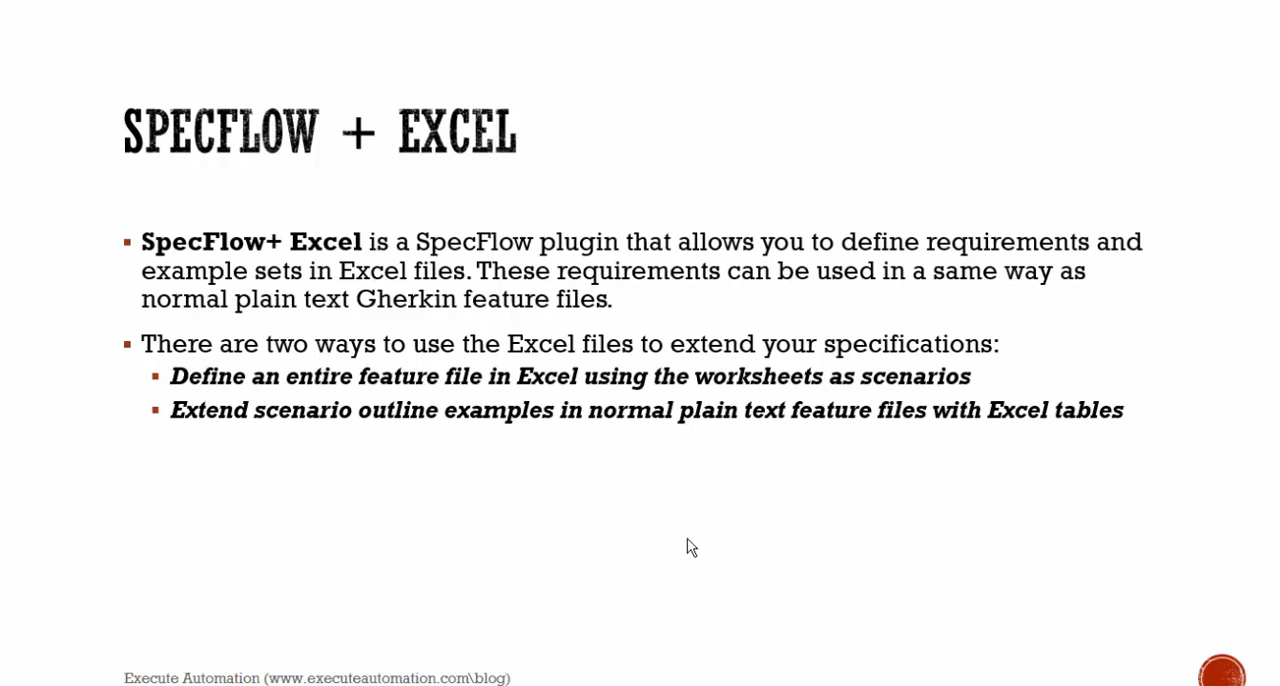 SPECFLOW + EXCEL
▪ SpecFlow+ Excel is a SpecFlow plugin that allows you to define requirements and
example sets in Excel files. These requirements can be used in a same way as
normal plain text Gherkin feature files.
▪ There are two ways to use the Excel files to extend your specifications:
▪ Define an entire feature file in Excel using the worksheets as scenarios
▪ Extend scenario outline examples in normal plain text feature files with Excel tables
Execute Automation (www.executeautomation.com\blog)